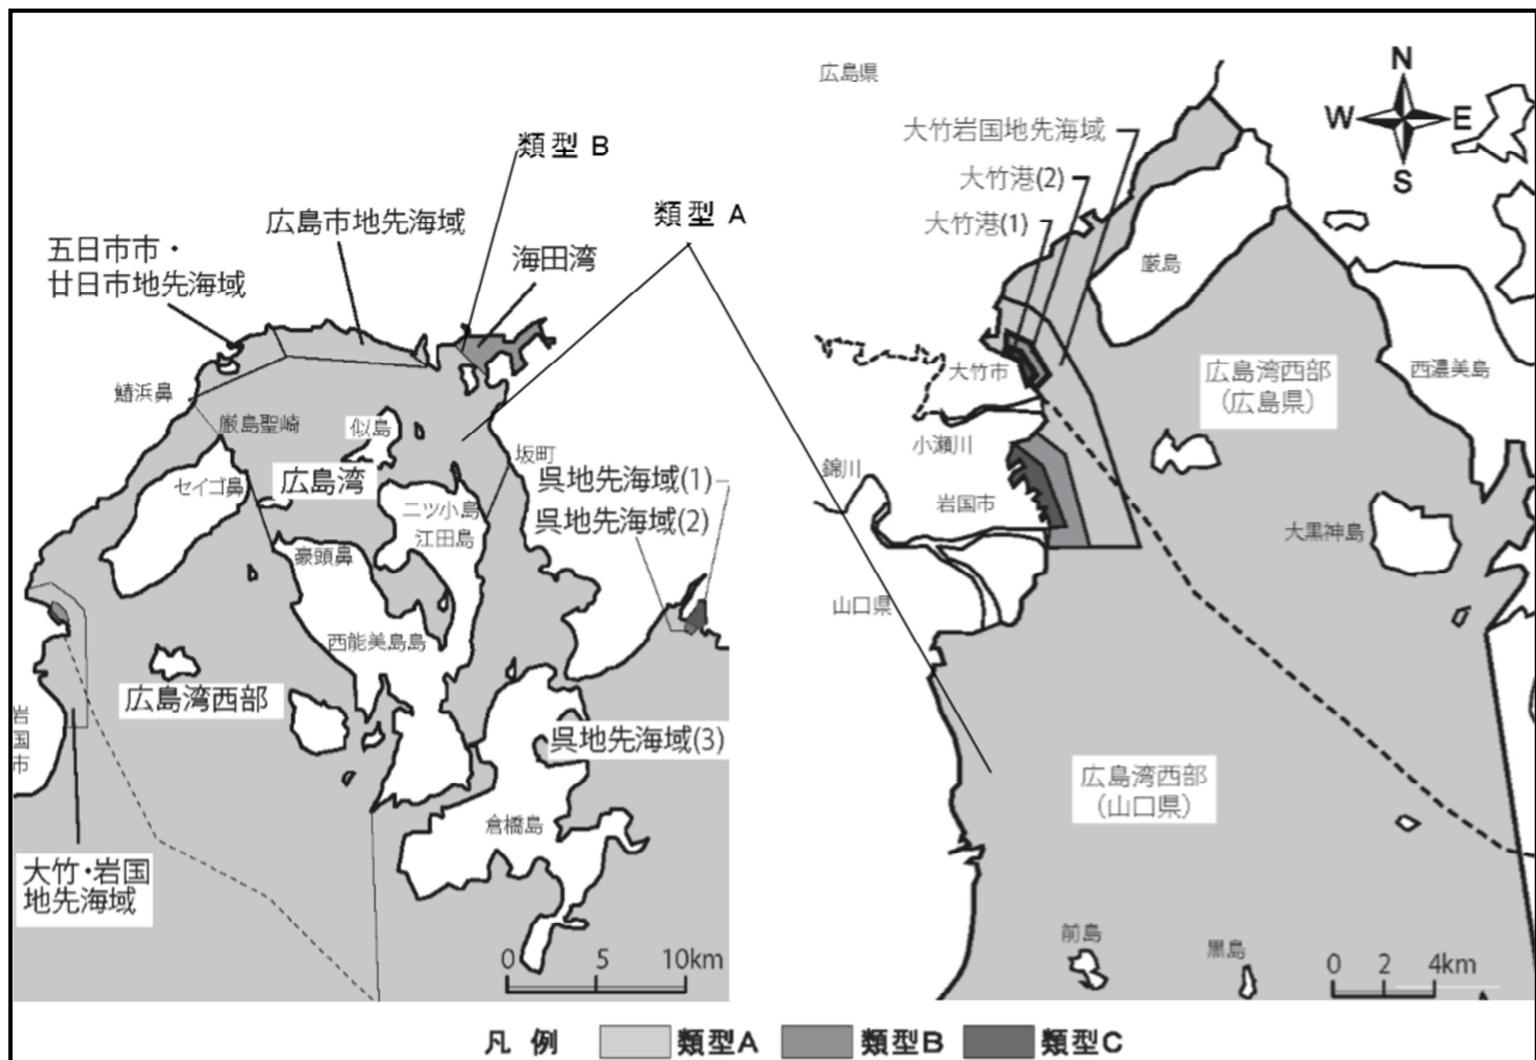 類型 B
広島市地先海域
類型 A
五日市市・
廿日市地先海域
海田湾
鰆浜鼻
厳島聖崎
似島
坂町
セイゴ鼻
広島湾
呉地先海域(1)
二ツ小島
呉地先海域(2)
江田島
豪頭鼻
西能美島島
広島湾西部
岩
国
市
呉地先海域(3)
倉橋島
大竹・岩国
地先海域
0 5 10km
広島県
N
W E
S
大竹岩国地先海域
大竹港(2)
大竹港(1)
厳島
大竹市
広島湾西部
（広島県）
西濃美島
小瀬川
錦川
岩国市
大黒神島
山口県
広島湾西部
（山口県）
前島
黒島
0 2 4km
凡 例 類型A 類型B 類型C